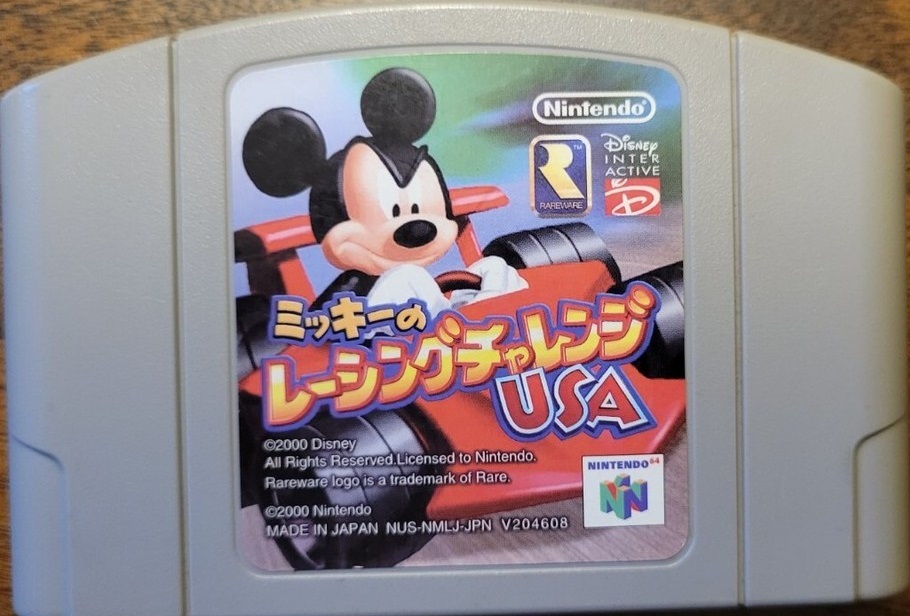 Nintendo®
R™
RAREWARE
Disney
INTER
ACTIVE
D
ミッキーの
レーシングチャレンジ
USA
©2000 Disney
All Rights Reserved.Licensed to Nintendo.
Rareware logo is a trademark of Rare.
©2000 Nintendo
MADE IN JAPAN NUS-NMLJ-JPN V204608
NINTENDO⁶⁴
N